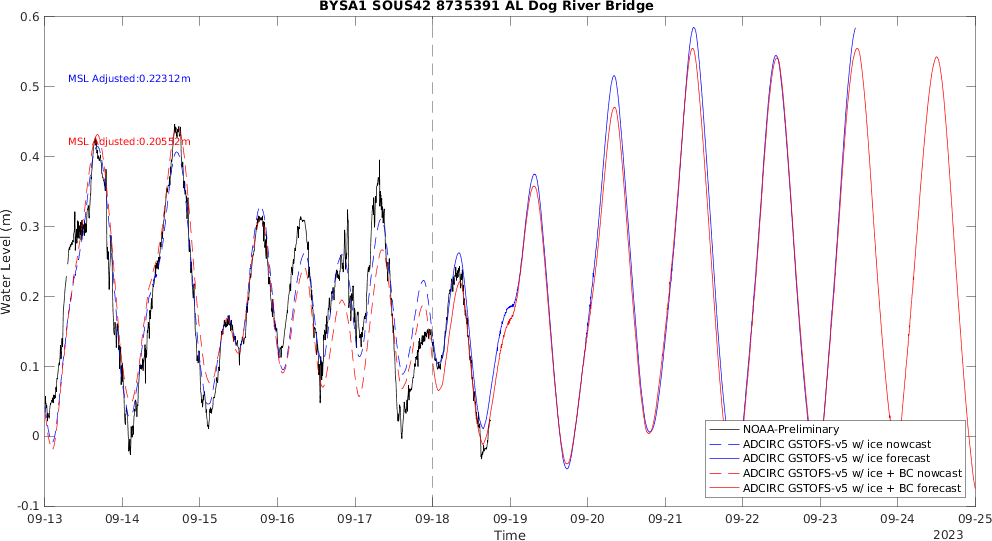 BYSA1 SOUS42 8735391 AL Dog River Bridge
0.6
0.5
0.4
0.3
0.2
0.1
0
-0.1
Water Level (m)
MSL Adjusted:0.22312m
MSL Adjusted:0.20552m
NOAA-Preliminary
ADCIRC GSTOFS-v5 w/ ice nowcast
ADCIRC GSTOFS-v5 w/ ice forecast
ADCIRC GSTOFS-v5 w/ ice + BC nowcast
ADCIRC GSTOFS-v5 w/ ice + BC forecast
09-13 09-14 09-15 09-16 09-17 09-18 09-19 09-20 09-21 09-22 09-23 09-24 09-25
Time
2023